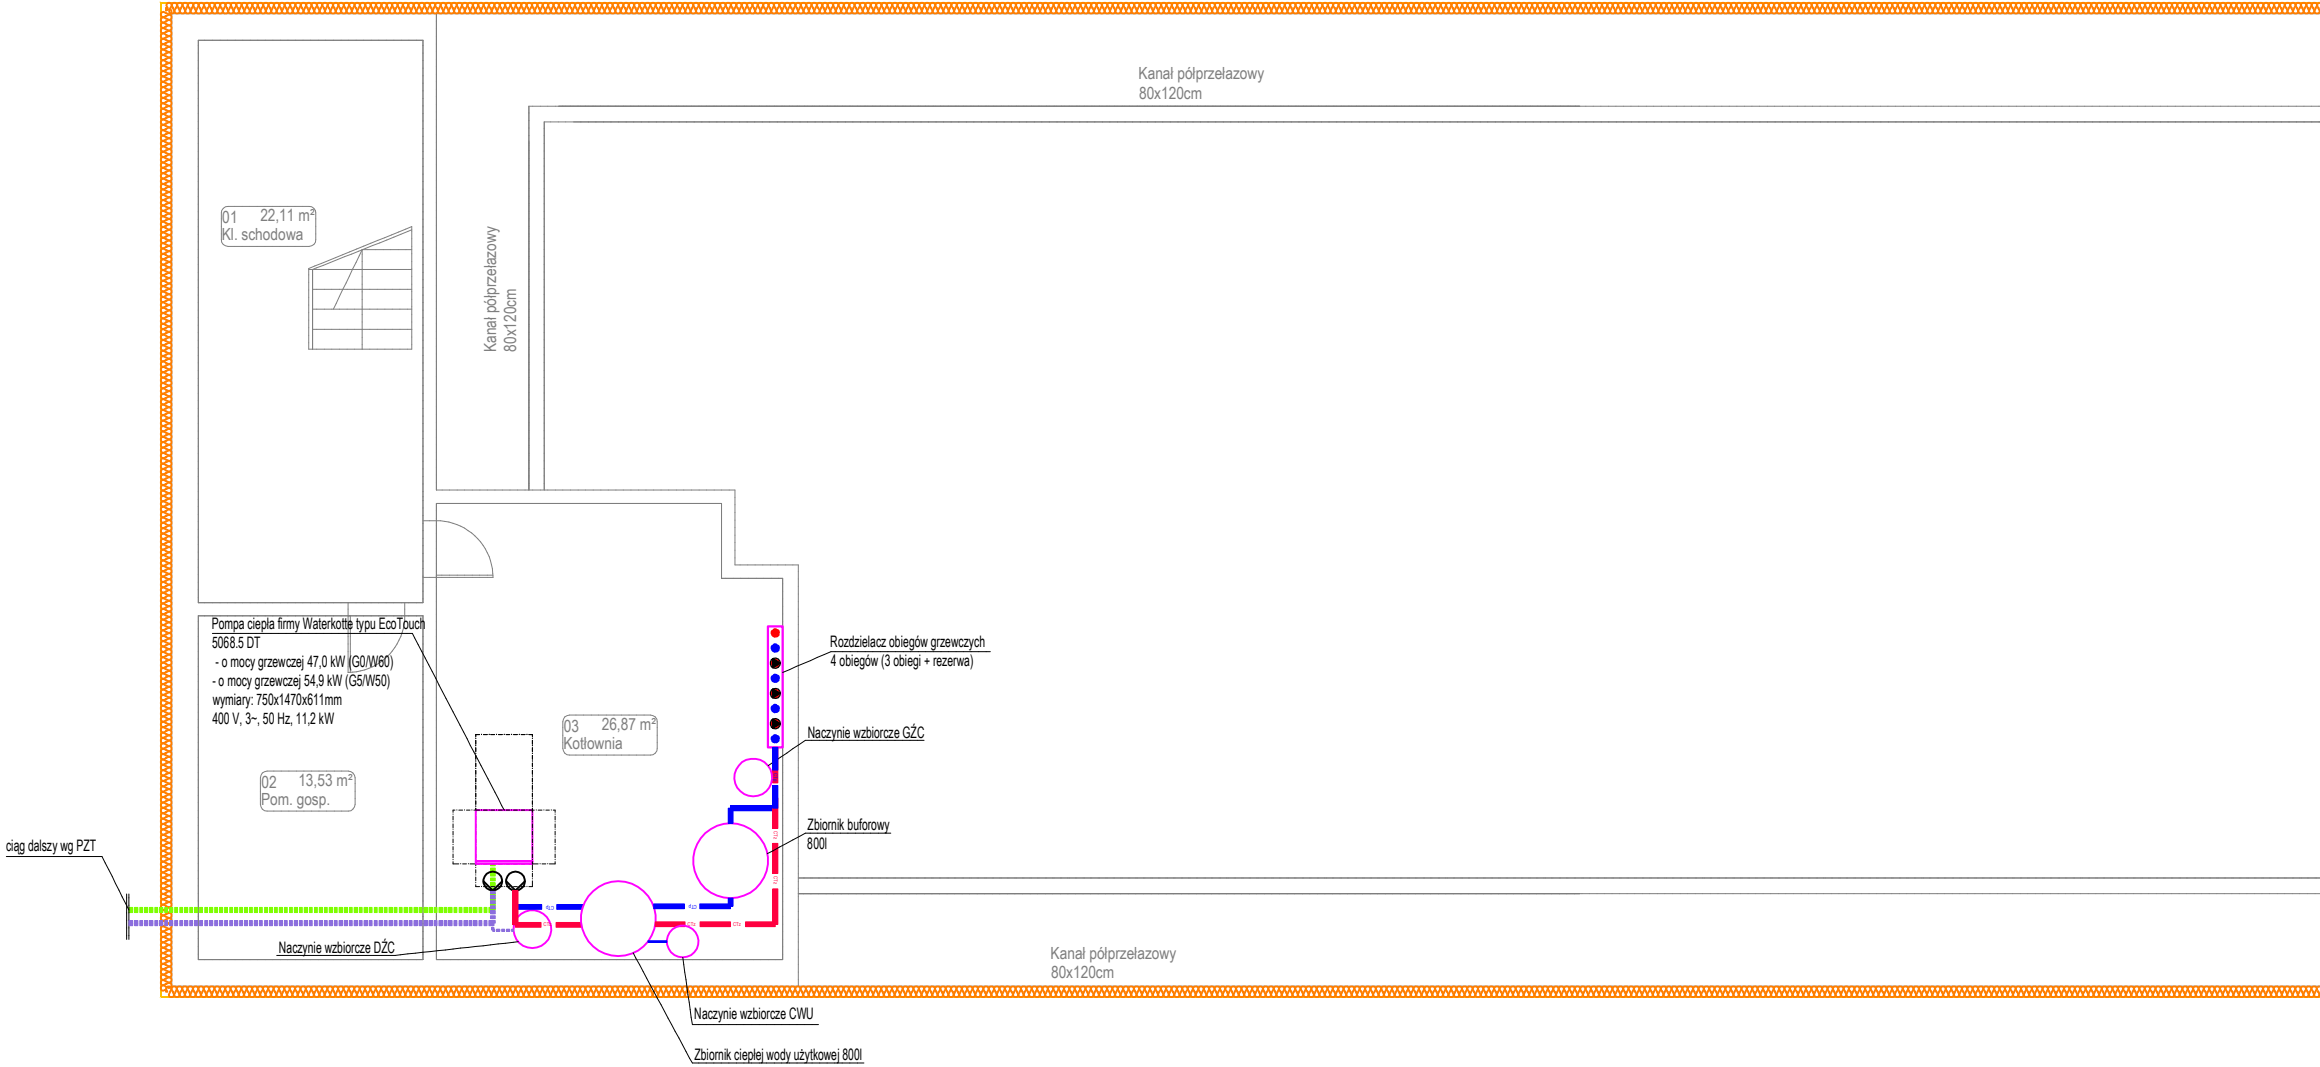 Kanał półprzełazowy
80x120cm
01 22,11 m²
Kl. schodowa
Kanał półprzełazowy
80x120cm
Pompa ciepła firmy Waterkotte typu EcoTouch
5068.5 DT
- o mocy grzewczej 47,0 kW (G0/W60)
- o mocy grzewczej 54,9 kW (G5/W50)
wymiary: 750x1470x611mm
400 V, 3~, 50 Hz, 11,2 kW
Rozdzielacz obiegów grzewczych
4 obiegów (3 obiegi + rezerwa)
03 26,87 m²
Kotłownia
Naczynie wzbiorcze GŹC
02 13,53 m²
Pom. gosp.
Zbiornik buforowy
800l
ciąg dalszy wg PZT
Naczynie wzbiorcze DŹC
Kanał półprzełazowy
80x120cm
Naczynie wzbiorcze CWU
Zbiornik ciepłej wody użytkowej 800l